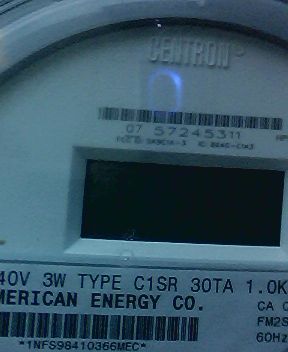 CENTRON
07 57245311
40V 3W TYPE C1SR 30TA 1.0K
MERICAN ENERGY CO.
CA
FM2S
60Hz
*1NFS98410366MEC*